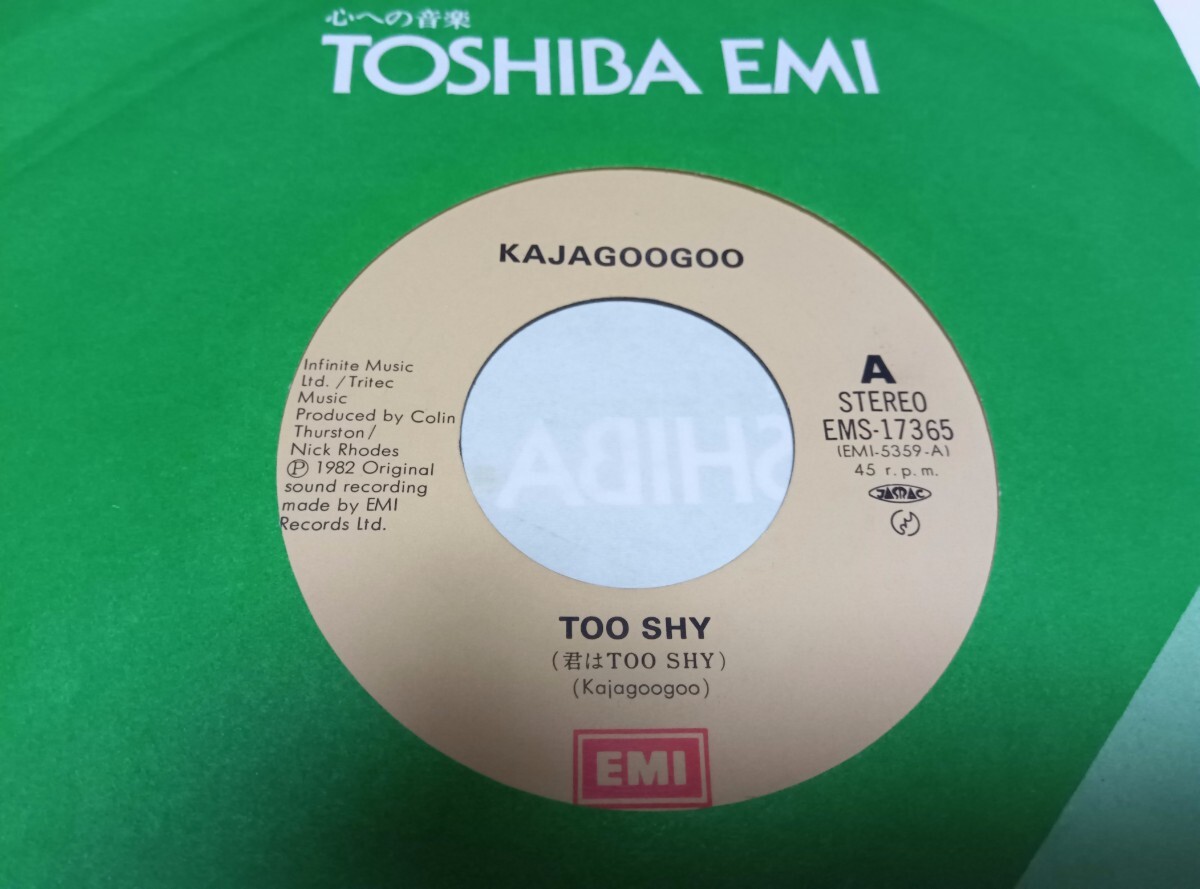 心への音楽
TOSHIBA EMI
KAJAGOOGOO
Infinite Music
Ltd. /Tritec
Music
Produced by Colin
Thurston/
Nick Rhodes
Ⓟ 1982 Original
sound recording
made by EMI
Records Ltd.
A
STEREO
EMS-17365
(EMI-5359-A)
45 r.p.m.
JASRAC
SHIBA
TOO SHY
(君はTOO SHY)
(Kajagoogoo)
EMI